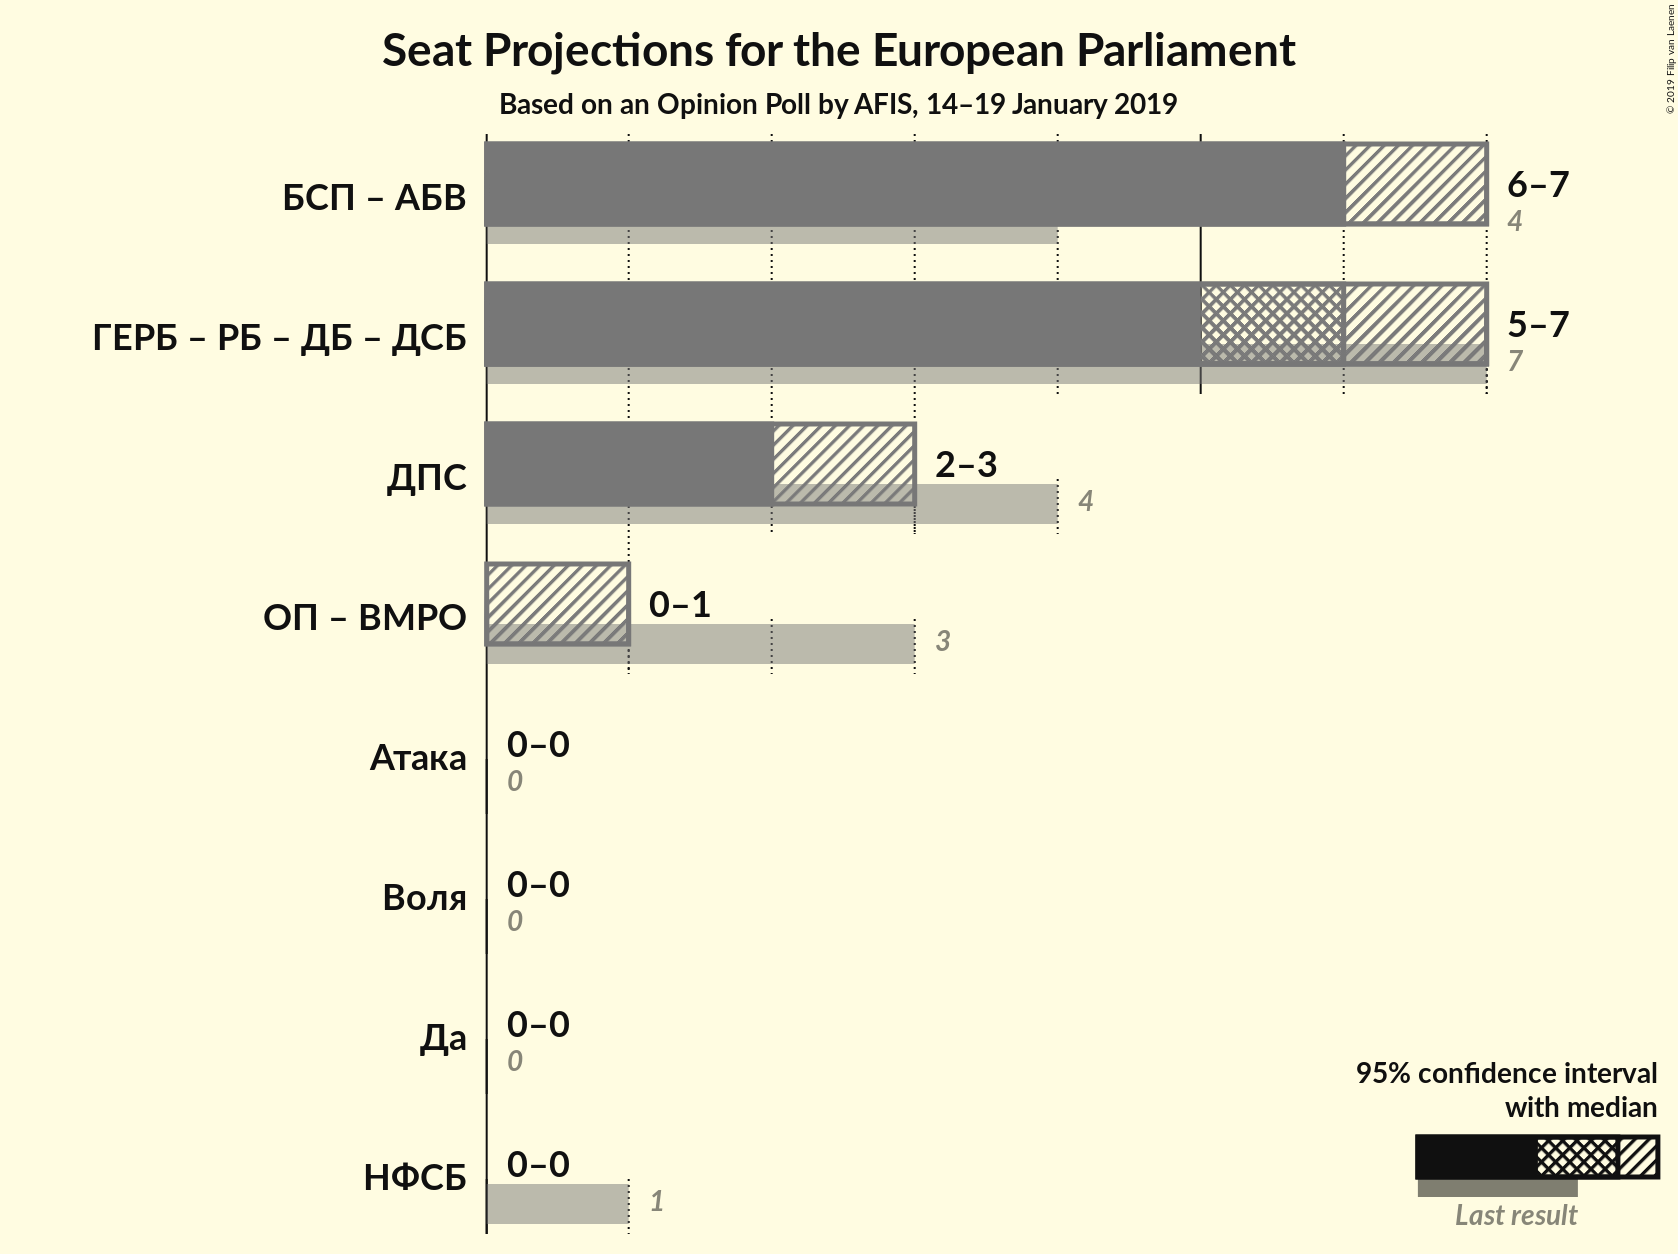 Seat Projections for the European Parliament
Based on an Opinion Poll by AFIS, 14–19 January 2019
© 2019 Filip van Laenen
БСП – АБВ
6–7
4
ГЕРБ – РБ – ДБ – ДСБ
5–7
7
ДПС
2–3
4
ОП – ВМРО
0–1
3
Атака
0–0
0
Воля
0–0
0
Да
0–0
0
НФСБ
0–0
1
95% confidence interval
with median
Last result